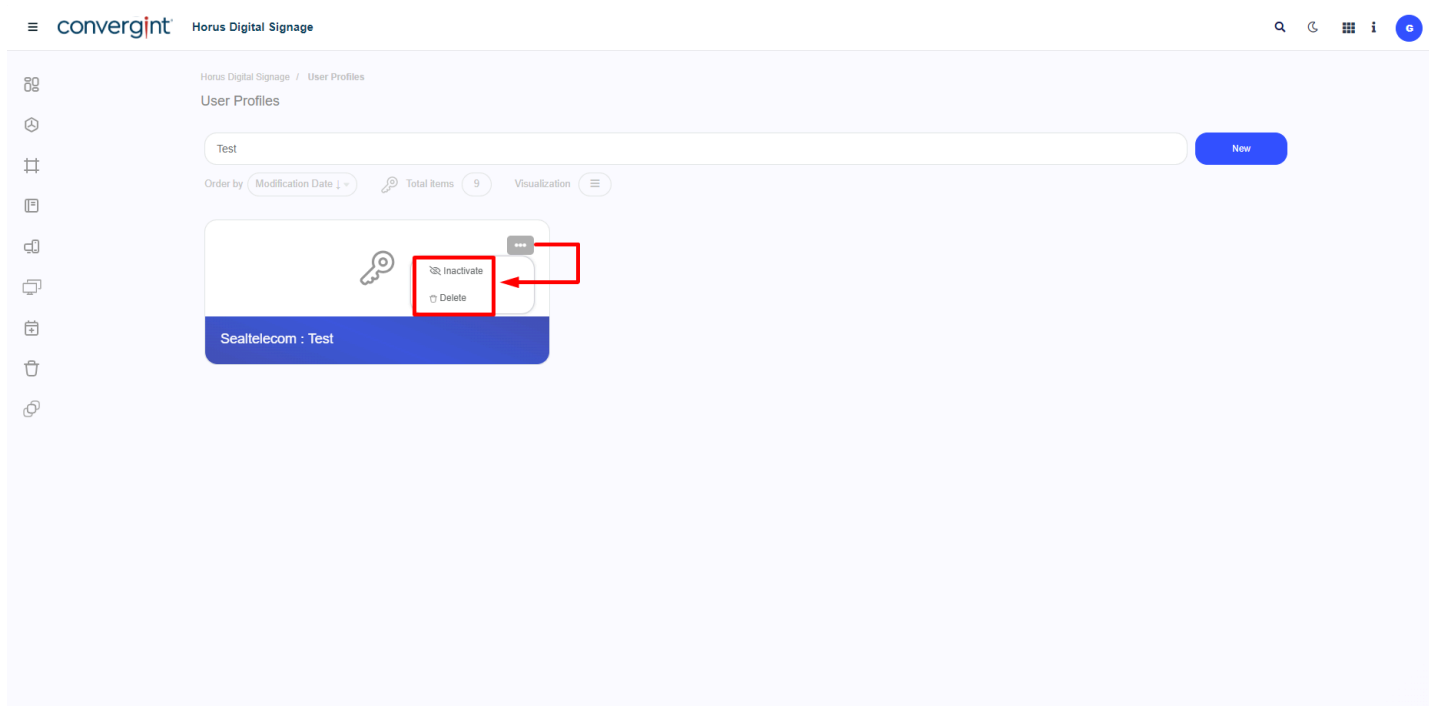 convergint Horus Digital Signage i G
Horus Digital Signage / User Profiles
User Profiles
Test New
Order by Modification Date ↓ Total items 9 Visualization
Inactivate
Delete
Sealtelecom : Test